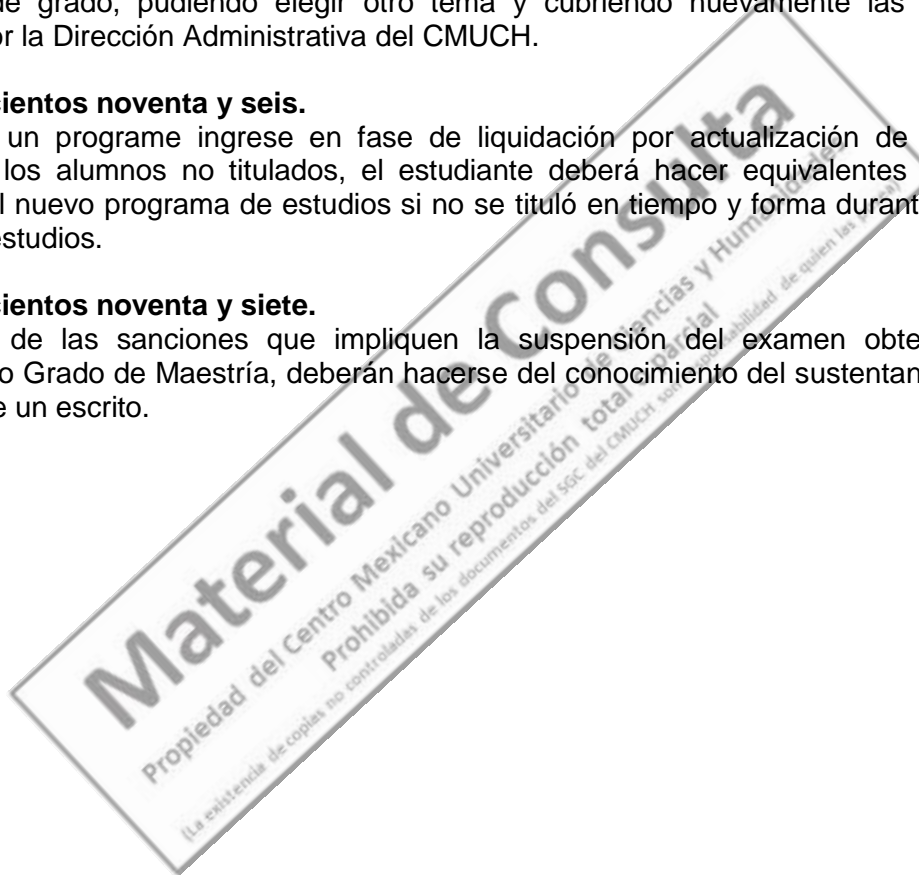 de grado, pudiendo elegir otro tema y cubriendo nuevamente las
or la Dirección Administrativa del CMUCH.
cientos noventa y seis.
un programe ingrese en fase de liquidación por actualización de
los alumnos no titulados, el estudiante deberá hacer equivalentes
l nuevo programa de estudios si no se tituló en tiempo y forma durant
estudios.
cientos noventa y siete.
de las sanciones que impliquen la suspensión del examen obte
o Grado de Maestría, deberán hacerse del conocimiento del sustentan
e un escrito.
Material de Consulta
Propiedad del Centro Mexicano Universitario de ciencias y Humanidades
Prohibida su reproducción total o parcial
(La existencia de copias no controladas de los documentos del SGC del CMUCH son responsabilidad de quien las )